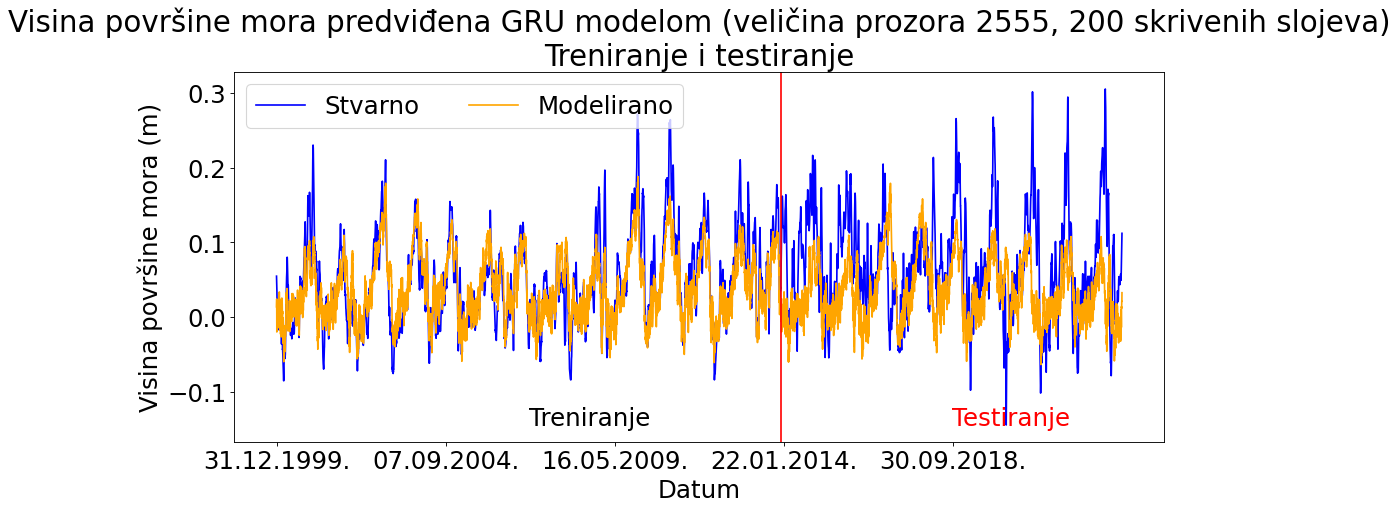 Visina površine mora predviđena GRU modelom (veličina prozora 2555, 200 skrivenih slojeva)
Treniranje i testiranje
Stvarno
Modelirano
Visina površine mora (m)
0.3
0.2
0.1
0.0
−0.1
Treniranje
Testiranje
31.12.1999.
07.09.2004.
16.05.2009.
22.01.2014.
30.09.2018.
Datum